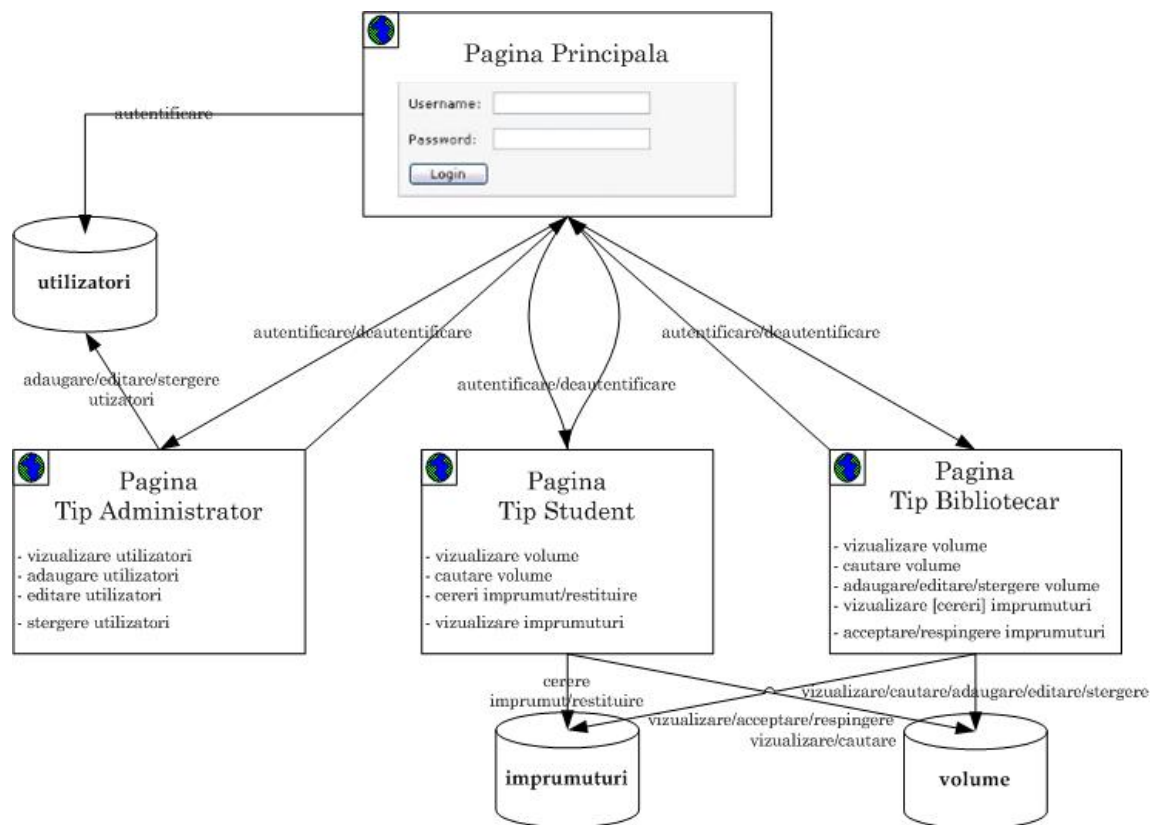 Pagina Principala
Username:
Password:
Login
autentificare
utilizatori
autentificare/deautentificare
autentificare/deautentificare
autentificare/deautentificare
adaugare/editare/stergere
utizatori
Pagina
Tip Administrator
- vizualizare utilizatori
- adaugare utilizatori
- editare utilizatori
- stergere utilizatori
Pagina
Tip Student
- vizualizare volume
- cautare volume
- cereri imprumut/restituire
- vizualizare imprumuturi
Pagina
Tip Bibliotecar
- vizualizare volume
- cautare volume
- adaugare/editare/stergere volume
- vizualizare [cereri] imprumuturi
- acceptare/respingere imprumuturi
cerere
imprumut/restituire
vizualizare/cautare/adaugare/editare/stergere
vizualizare/acceptare/respingere
vizualizare/cautare
imprumuturi
volume